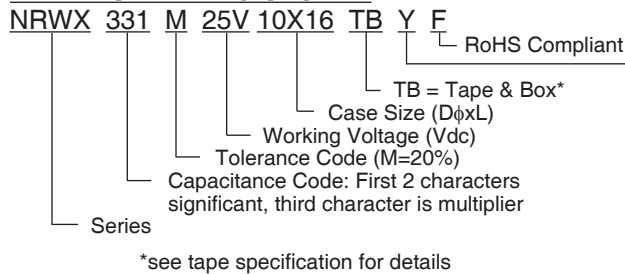 NRWX 331 M 25V 10X16 TB Y F
RoHS Compliant
TB = Tape & Box*
Case Size (DϕxL)
Working Voltage (Vdc)
Tolerance Code (M=20%)
Capacitance Code: First 2 characters
significant, third character is multiplier
Series
*see tape specification for details